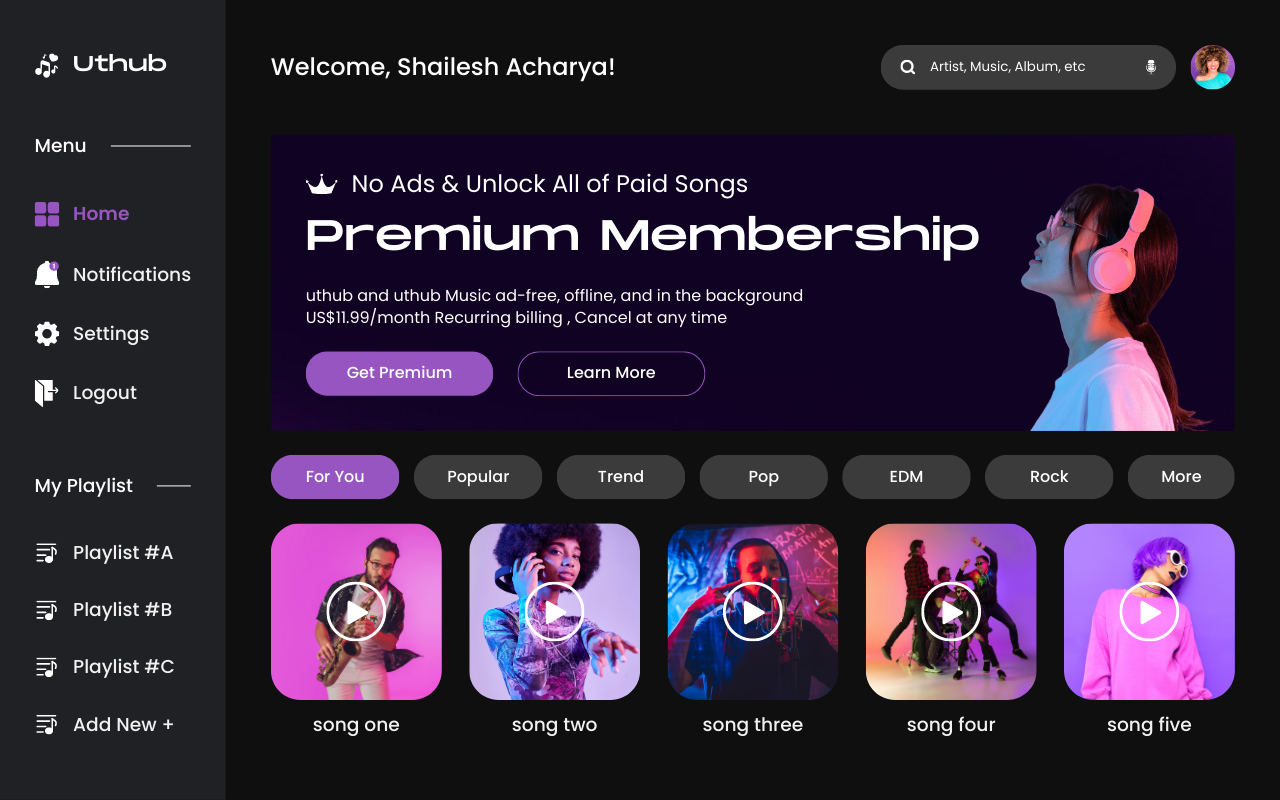 Uthub
Menu
Home
Notifications
Settings
Logout
My Playlist
Playlist #A
Playlist #B
Playlist #C
Add New +
Welcome, Shailesh Acharya!
Artist, Music, Album, etc
No Ads & Unlock All of Paid Songs
Premium Membership
uthub and uthub Music ad-free, offline, and in the background
US$11.99/month Recurring billing , Cancel at any time
Get Premium
Learn More
For You
Popular
Trend
Pop
EDM
Rock
More
song one
song two
song three
song four
song five